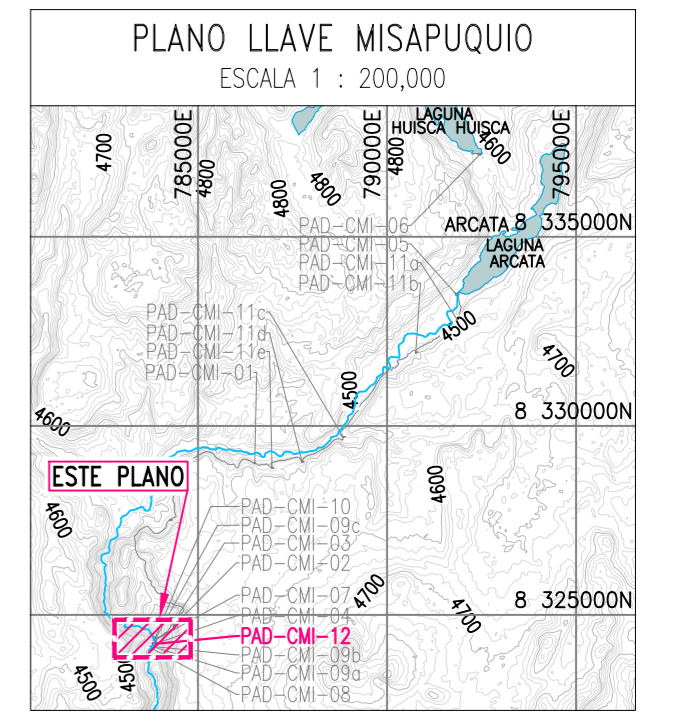 PLANO LLAVE MISAPUQUIO
ESCALA 1 : 200,000
LAGUNA
HUISCA HUISCA
4700
785000E
4800
4800
4800
790000E
4800
4600
795000E
PAD-CMI-06
ARCATA 8 335000N
PAD-CMI-05
LAGUNA
ARCATA
PAD-CMI-11a
PAD-CMI-11b
PAD-CMI-11c
PAD-CMI-11d
PAD-CMI-11e
PAD-CMI-01
4500
4700
4500
4600
8 330000N
ESTE PLANO
4600
4600
PAD-CMI-10
PAD-CMI-09c
PAD-CMI-03
PAD-CMI-02
PAD-CMI-07
4700
4700
8 325000N
PAD-CMI-04
PAD-CMI-12
PAD-CMI-09b
PAD-CMI-09a
PAD-CMI-08
4500
4500